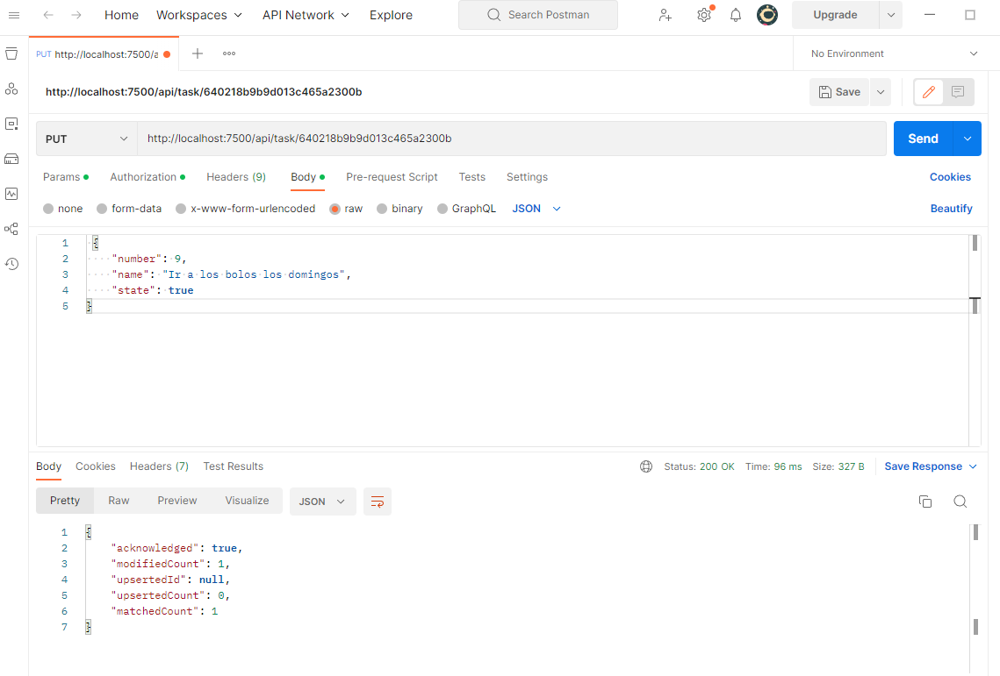 Home Workspaces API Network Explore Search Postman Upgrade
PUT http://localhost:7500/a No Environment
http://localhost:7500/api/task/640218b9b9d013c465a2300b Save
PUT http://localhost:7500/api/task/640218b9b9d013c465a2300b Send
Params Authorization Headers (9) Body Pre-request Script Tests Settings Cookies
none form-data x-www-form-urlencoded raw binary GraphQL JSON Beautify
1 {
2 "number": 9,
3 "name": "Ir a los bolos los domingos",
4 "state": true
5 }
Body Cookies Headers (7) Test Results Status: 200 OK Time: 96 ms Size: 327 B Save Response
Pretty Raw Preview Visualize JSON
1 {
2 "acknowledged": true,
3 "modifiedCount": 1,
4 "upsertedId": null,
5 "upsertedCount": 0,
6 "matchedCount": 1
7 }